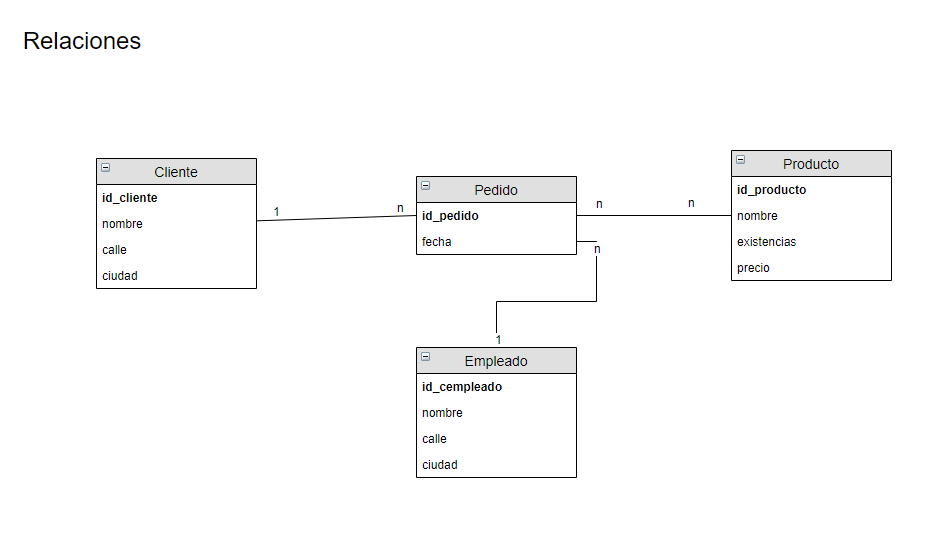 Relaciones
Cliente
id_cliente
nombre
calle
ciudad
1
n
Pedido
id_pedido
fecha
n
n
n
1
Producto
id_producto
nombre
existencias
precio
Empleado
id_cempleado
nombre
calle
ciudad